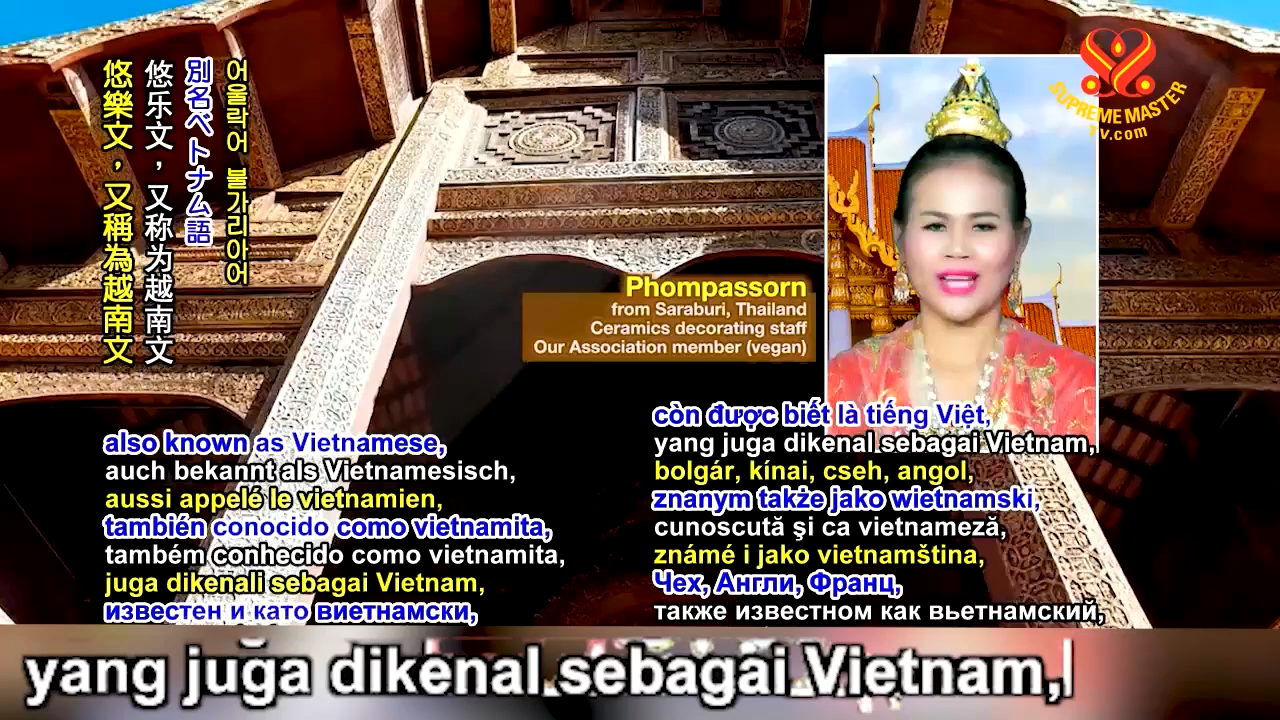 悠樂文，又稱為越南文
悠乐文，又称为越南文
別名ベトナム語
어울락어 불가리아어
SUPREME MASTER
TV.com
Phompassorn
from Saraburi, Thailand
Ceramics decorating staff
Our Association member (vegan)
also known as Vietnamese,
auch bekannt als Vietnamesisch,
aussi appelé le vietnamien,
también conocido como vietnamita,
também conhecido como vietnamita,
juga dikenali sebagai Vietnam,
известен и като виетнамски,
còn được biết là tiếng Việt,
yang juga dikenal sebagai Vietnam,
bolgár, kínai, cseh, angol,
znanym także jako wietnamski,
cunoscută şi ca vietnameză,
známé i jako vietnamština,
Чех, Англи, Франц,
также известном как вьетнамский,
yang juga dikenal sebagai Vietnam,